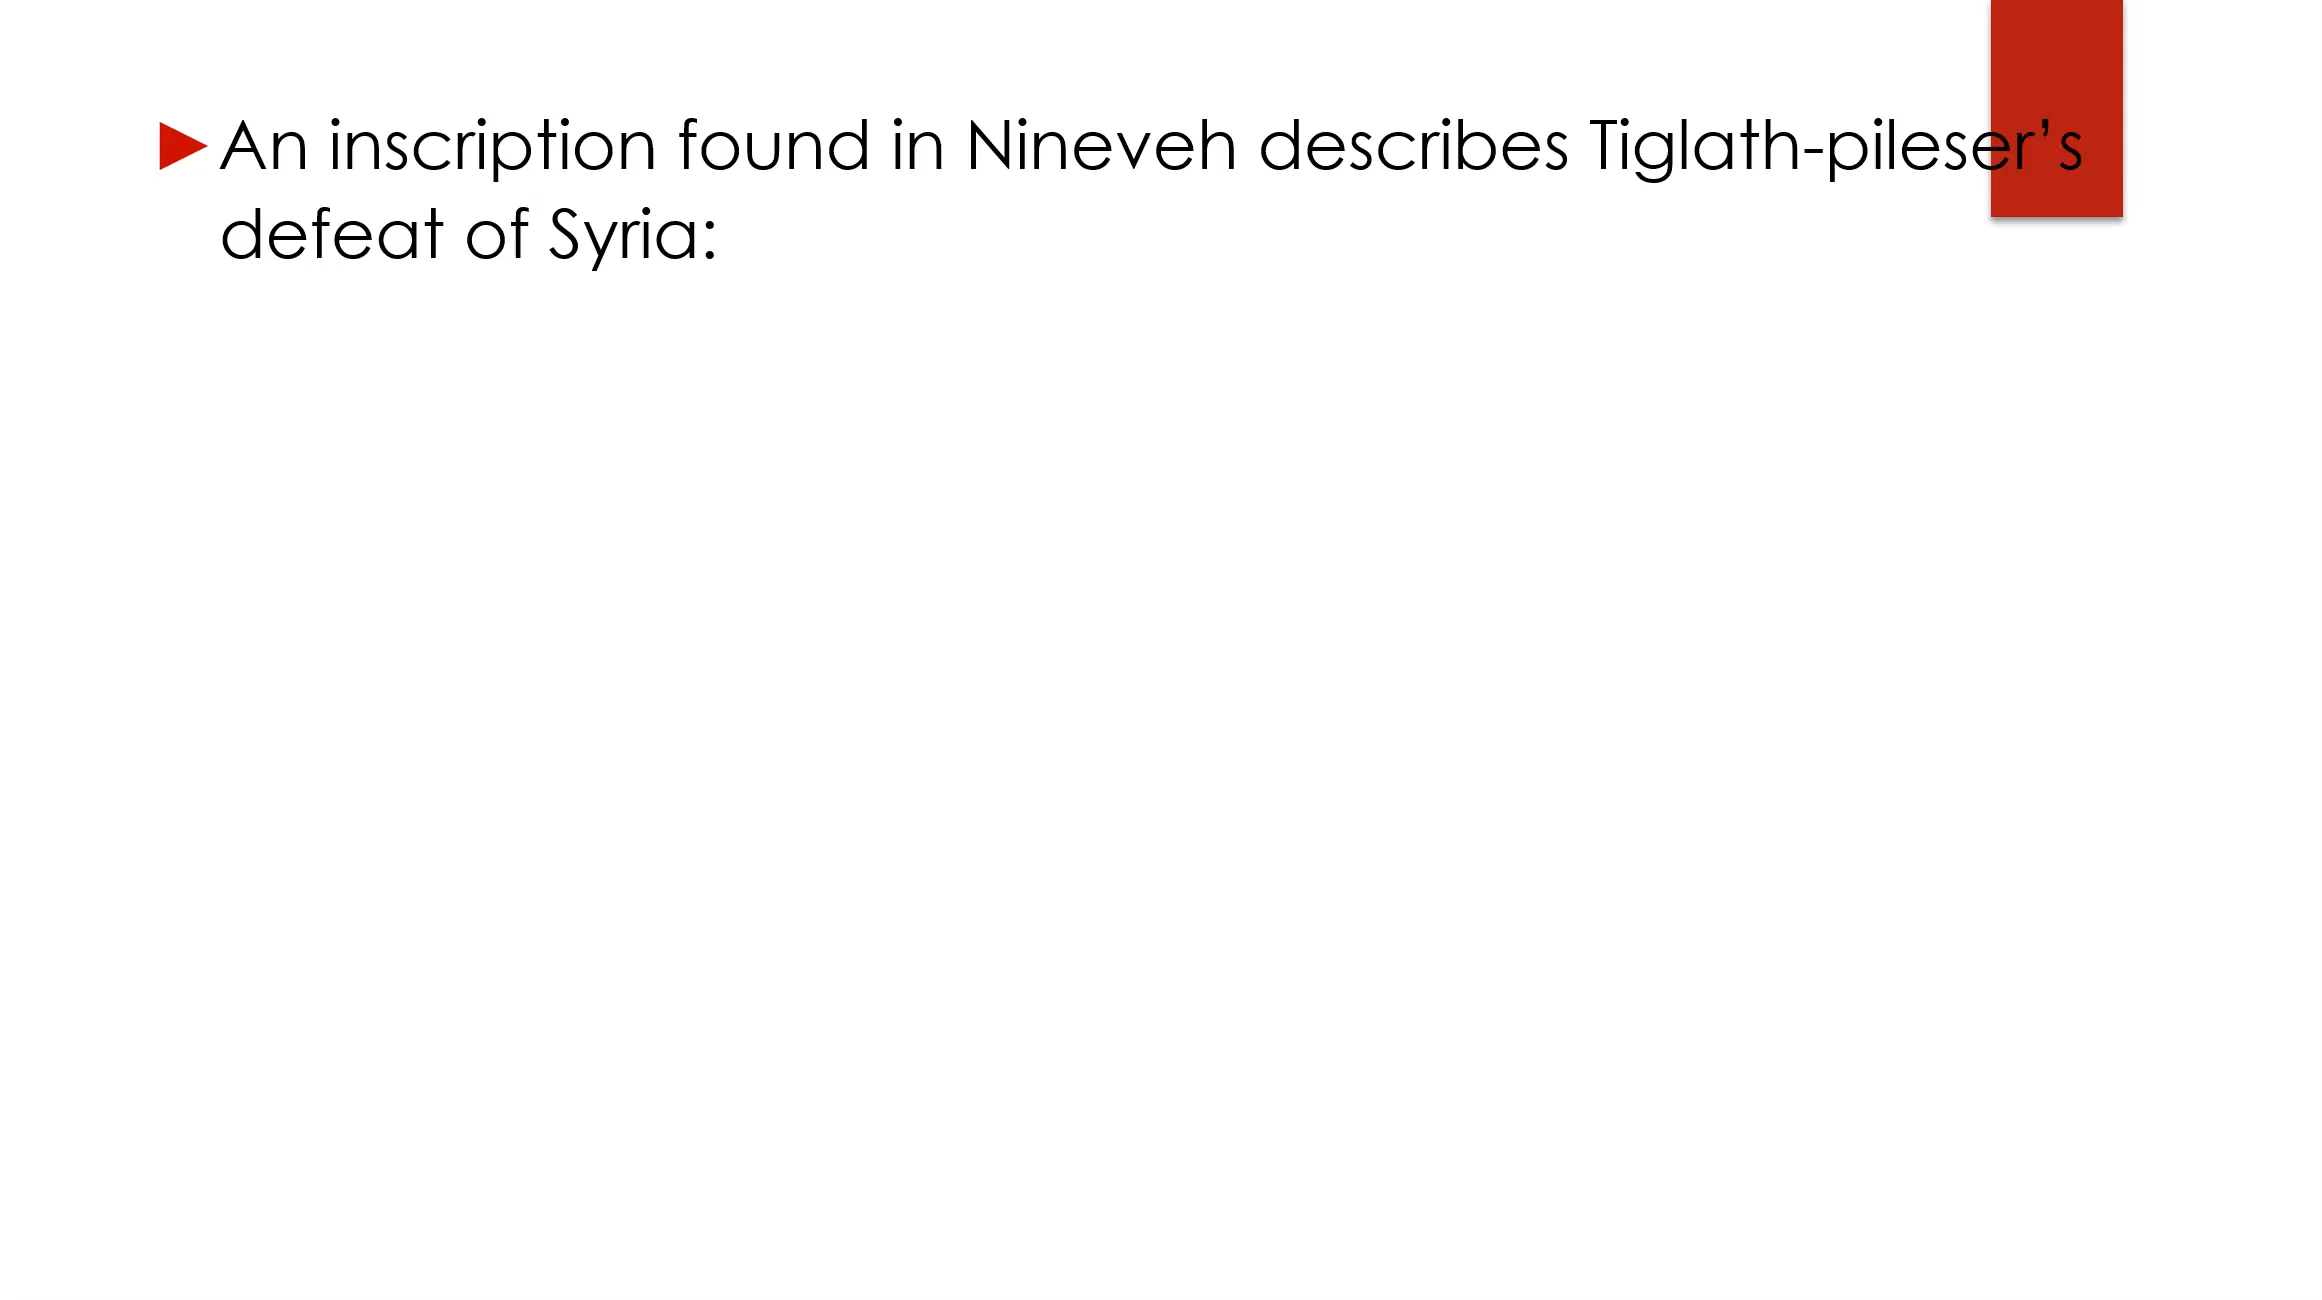 An inscription found in Nineveh describes Tiglath-pileser’s
defeat of Syria: